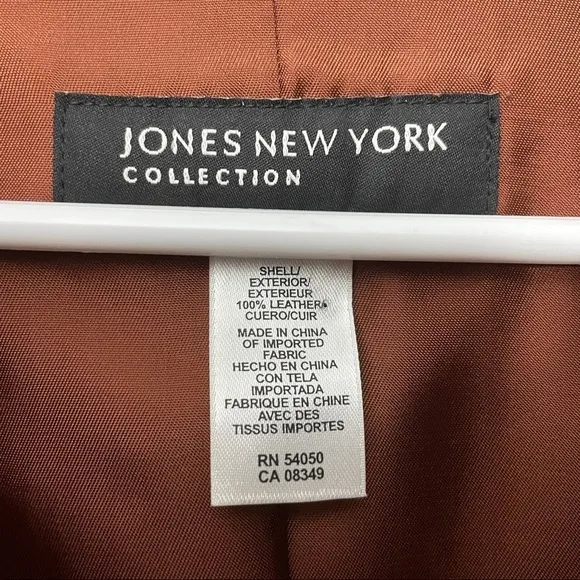 JONES NEW YORK
COLLECTION
SHELL/
EXTERIOR/
EXTERIEUR
100% LEATHER/
CUERO/CUIR
MADE IN CHINA
OF IMPORTED
FABRIC
HECHO EN CHINA
CON TELA
IMPORTADA
FABRIQUE EN CHINE
AVEC DES
TISSUS IMPORTES
RN 54050
CA 08349